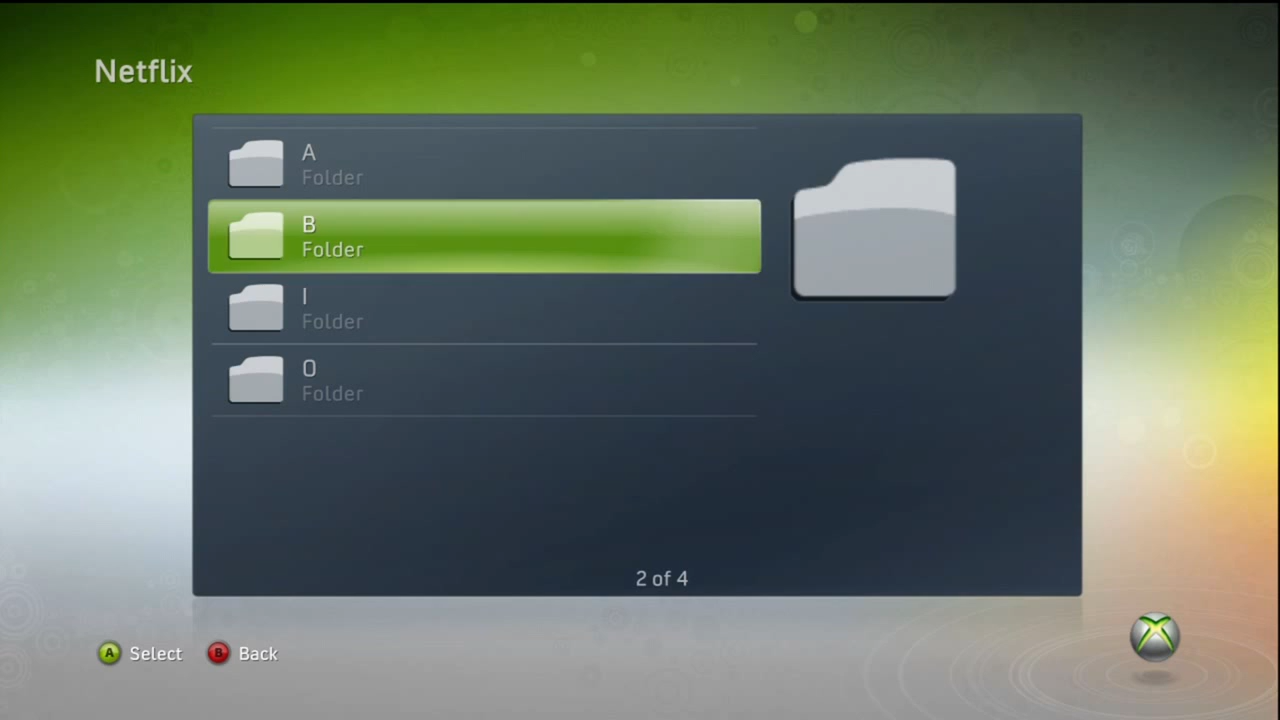 Netflix
A
Folder
B
Folder
I
Folder
O
Folder
2 of 4
A Select B Back